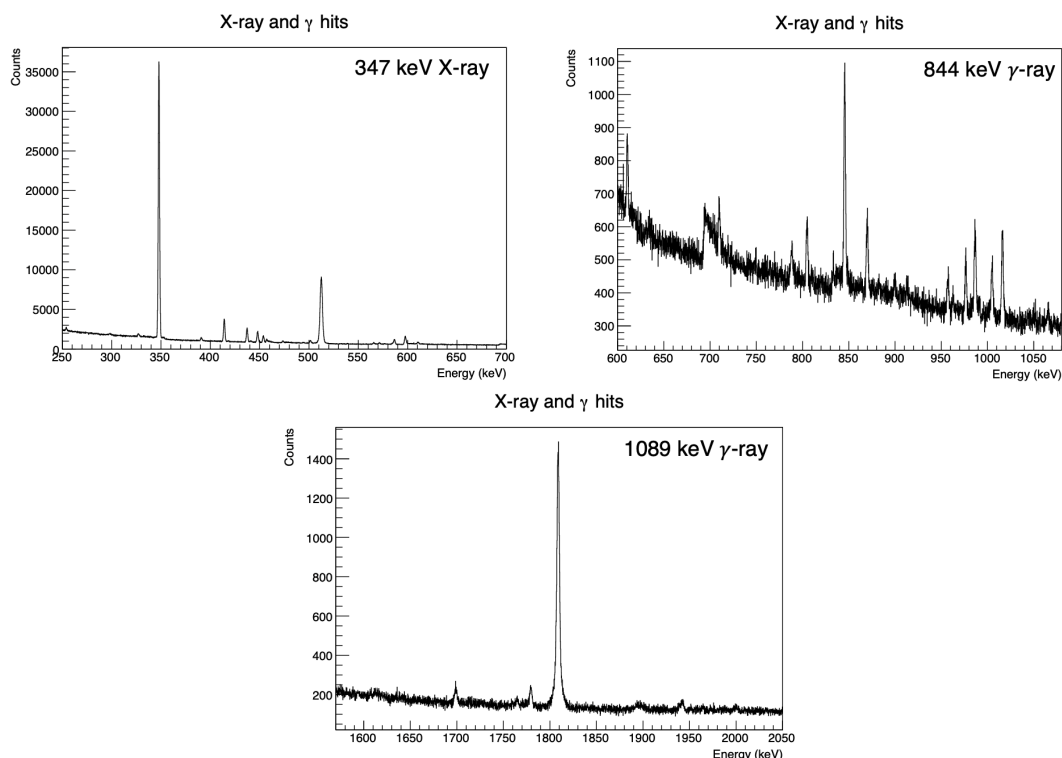 X-ray and γ hits
Counts
347 keV X-ray
35000
30000
25000
20000
15000
10000
5000
0
250 300 350 400 450 500 550 600 650 700
Energy (keV)
X-ray and γ hits
Counts
844 keV γ-ray
1100
1000
900
800
700
600
500
400
300
600 650 700 750 800 850 900 950 1000 1050
Energy (keV)
X-ray and γ hits
Counts
1089 keV γ-ray
1400
1200
1000
800
600
400
200
1600 1650 1700 1750 1800 1850 1900 1950 2000 2050
Energy (keV)